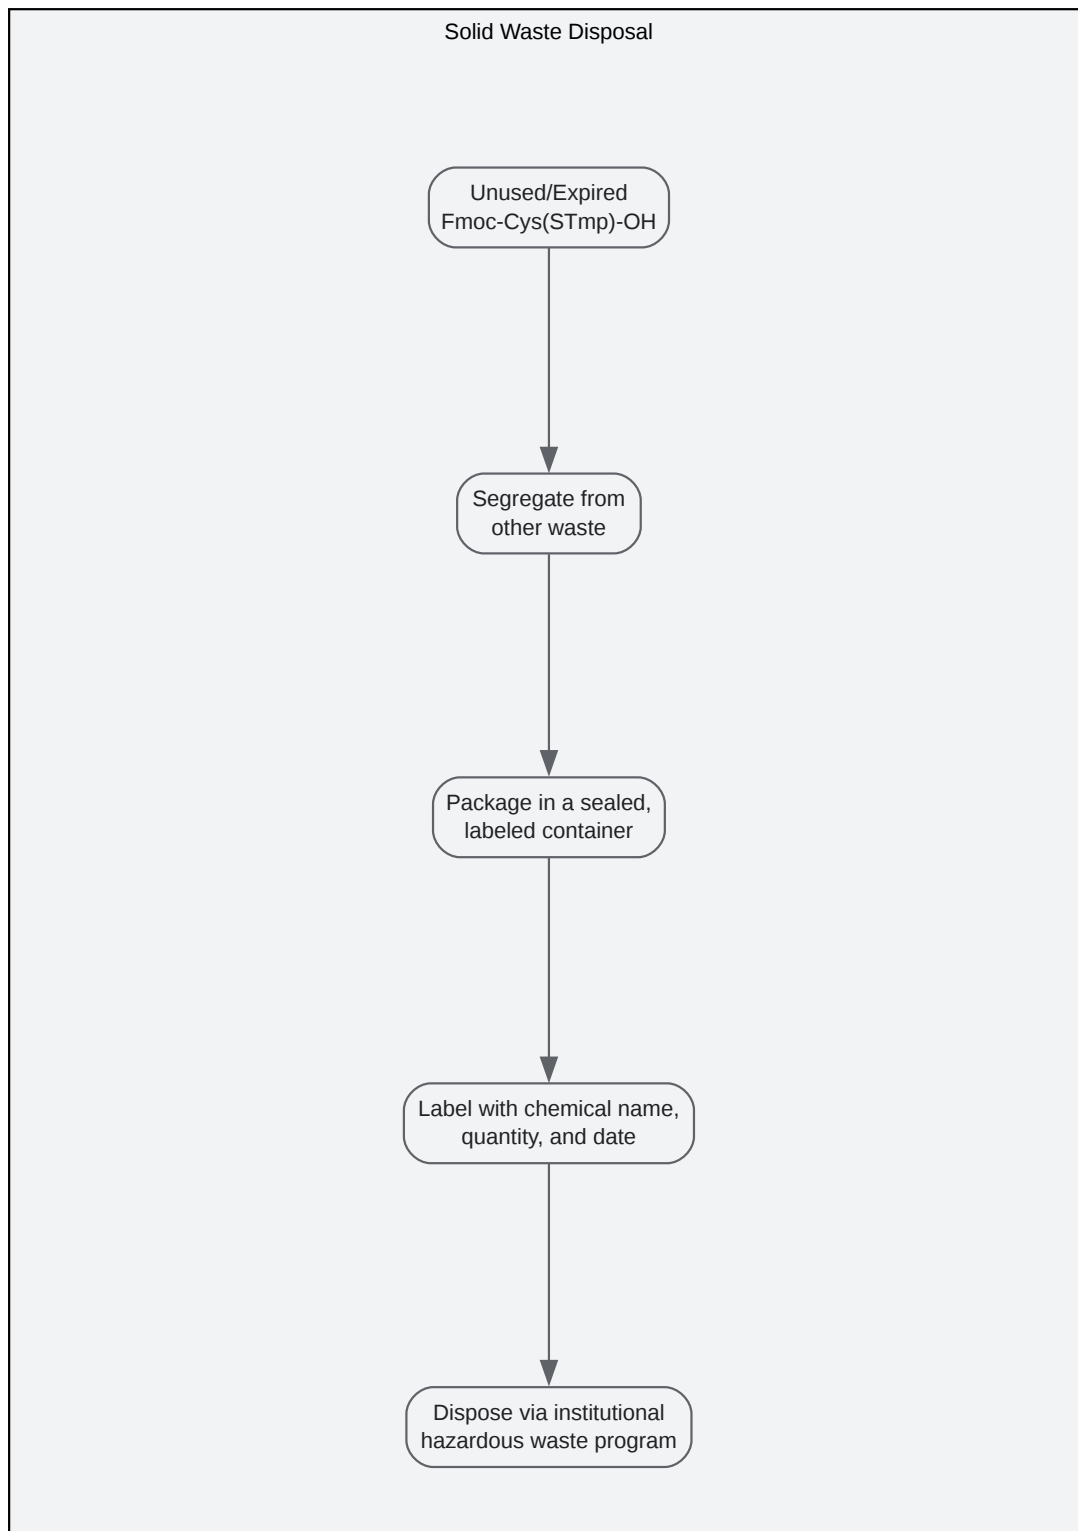 Solid Waste Disposal
Unused/Expired
Fmoc-Cys(STmp)-OH
Segregate from
other waste
Package in a sealed,
labeled container
Label with chemical name,
quantity, and date
Dispose via institutional
hazardous waste program